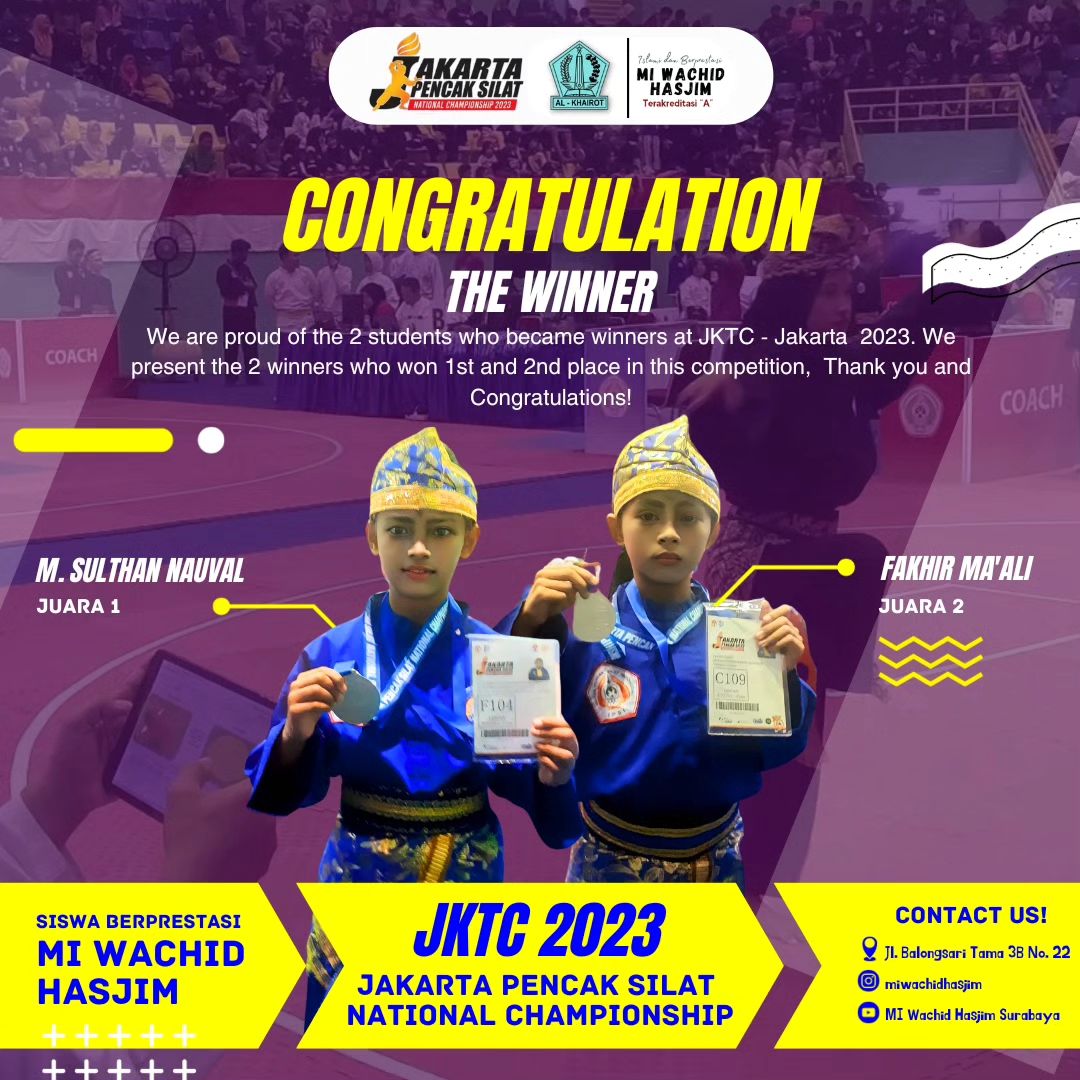 JAKARTA
PENCAK SILAT
NATIONAL CHAMPIONSHIP 2023
AL - KHAIROT
Islami dan Berprestasi
MI WACHID
HASJIM
Terakreditasi "A"
CONGRATULATION
THE WINNER
We are proud of the 2 students who became winners at JKTC - Jakarta 2023. We
present the 2 winners who won 1st and 2nd place in this competition, Thank you and
Congratulations!
COACH
COACH
M. SULTHAN NAUVAL
JUARA 1
FAKHIR MA'ALI
JUARA 2
JAKARTA
PENCAK SILAT
F104
JAKARTA
C109
SISWA BERPRESTASI
MI WACHID
HASJIM
JKTC 2023
JAKARTA PENCAK SILAT
NATIONAL CHAMPIONSHIP
CONTACT US!
Jl. Balongsari Tama 3B No. 22
miwachidhasjim
MI Wachid Hasjim Surabaya